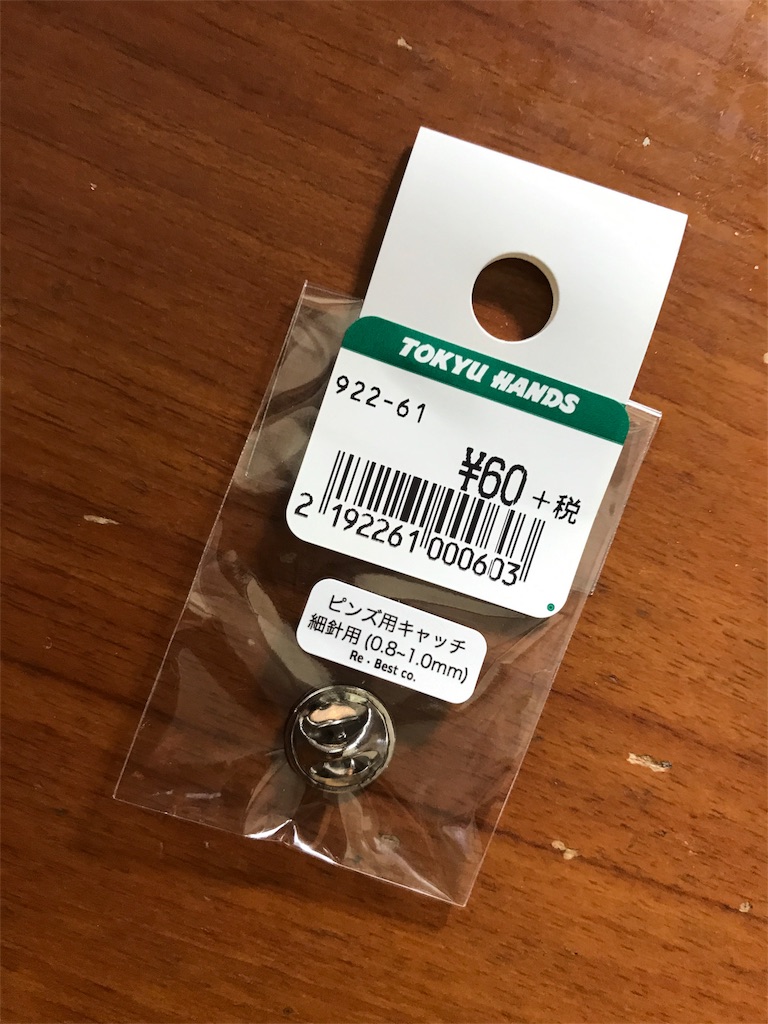 TOKYU HANDS
922-61
¥60 +税
2 192261 000603
ピンズ用キャッチ
細針用 (0.8~1.0mm)
Re・Best co.